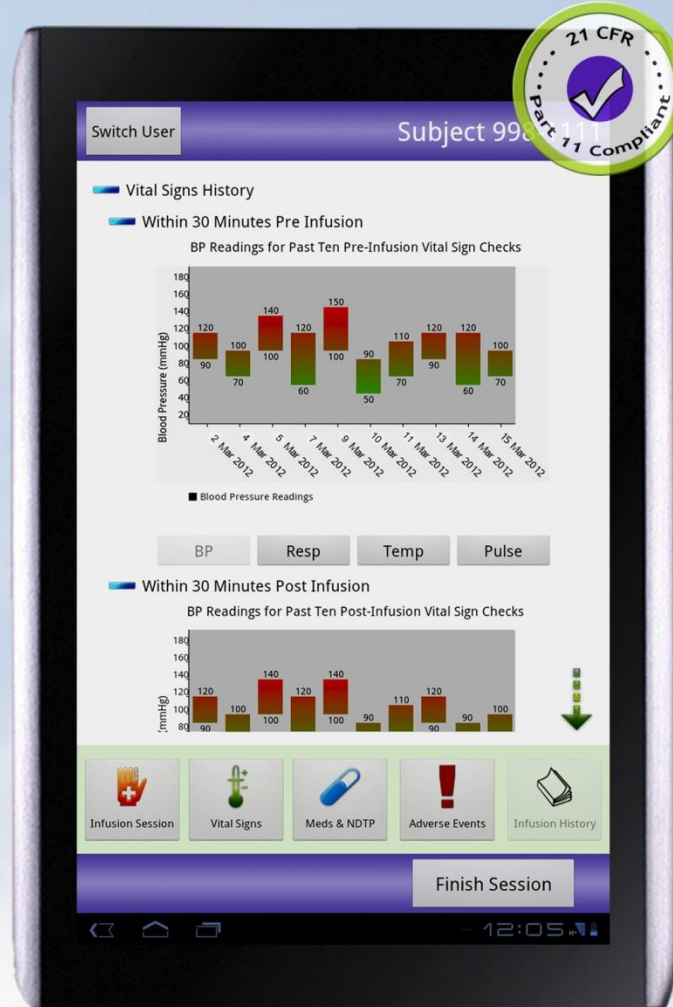 21 CFR
Part 11 Compliant
Switch User
Subject 998-1111
Vital Signs History
Within 30 Minutes Pre Infusion
BP Readings for Past Ten Pre-Infusion Vital Sign Checks
Blood Pressure (mmHg)
180
160
140
120
100
80
60
40
20
120 100 140 120 150 90 110 120 120 100
90 70 100 60 100 50 70 90 60 70
2 Mar 2012
4 Mar 2012
5 Mar 2012
7 Mar 2012
9 Mar 2012
10 Mar 2012
11 Mar 2012
13 Mar 2012
14 Mar 2012
15 Mar 2012
Blood Pressure Readings
BP Resp Temp Pulse
Within 30 Minutes Post Infusion
BP Readings for Past Ten Post-Infusion Vital Sign Checks
(mmHg)
180
160
140
120
100
80
120 100 140 120 140 90 110 120 90 100
90 100 100 90
Infusion Session Vital Signs Meds & NDTP Adverse Events Infusion History
Finish Session
12:05